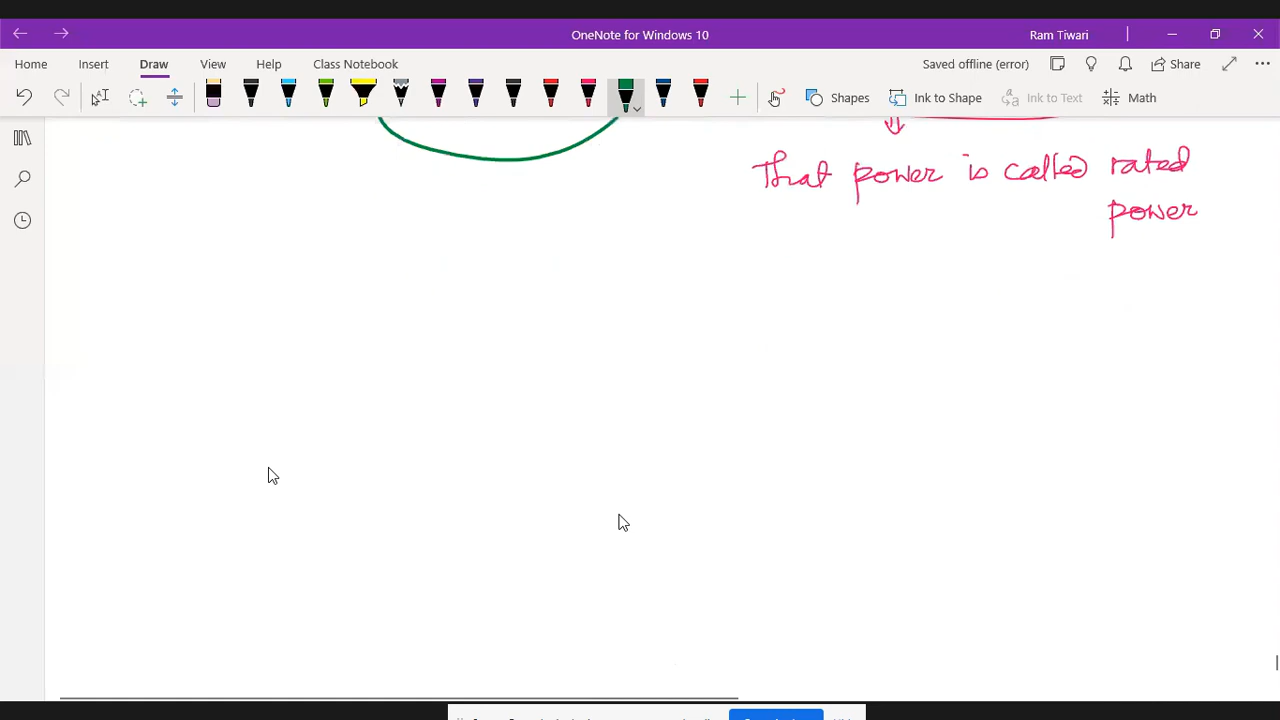 OneNote for Windows 10
Ram Tiwari
Home
Insert
Draw
View
Help
Class Notebook
Saved offline (error)
Share
Shapes
Ink to Shape
Ink to Text
Math
That power is called rated
power